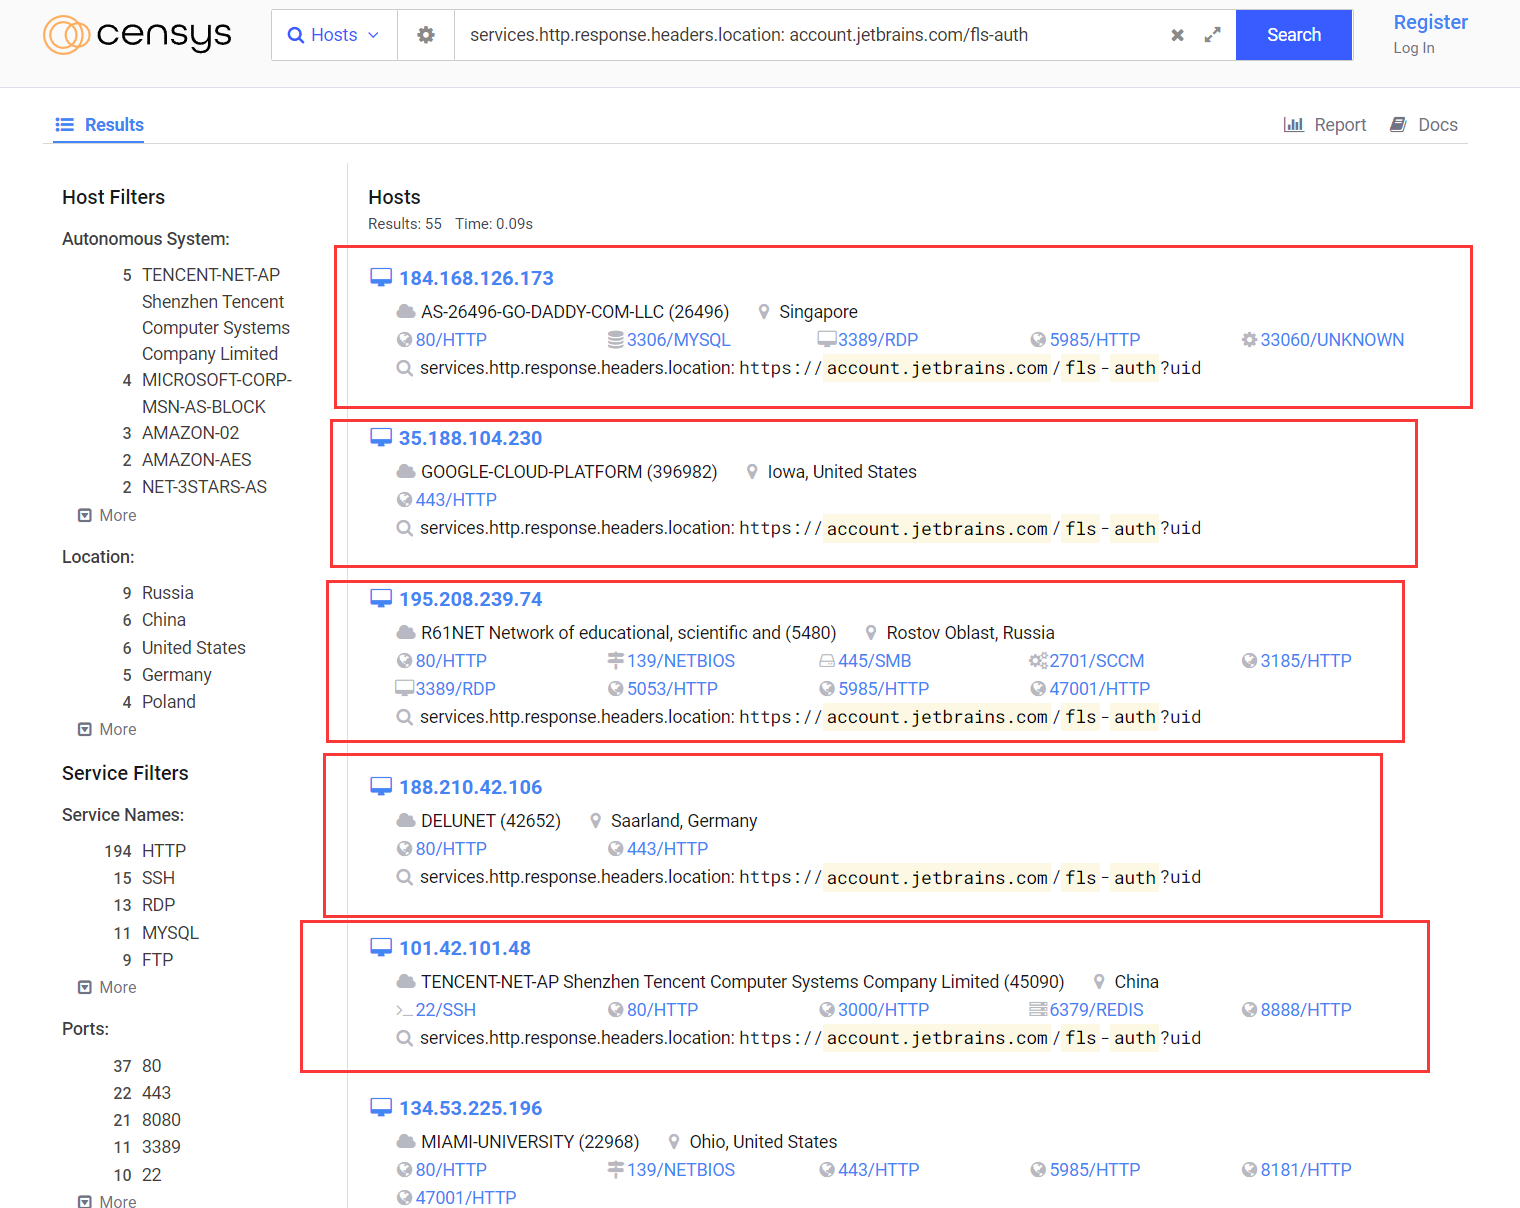 censys
Hosts
services.http.response.headers.location: account.jetbrains.com/fls-auth
Search
Register
Log In
Results
Report
Docs
Host Filters
Autonomous System:
5 TENCENT-NET-AP
Shenzhen Tencent
Computer Systems
Company Limited
4 MICROSOFT-CORP-
MSN-AS-BLOCK
3 AMAZON-02
2 AMAZON-AES
2 NET-3STARS-AS
More
Location:
9 Russia
6 China
6 United States
5 Germany
4 Poland
More
Service Filters
Service Names:
194 HTTP
15 SSH
13 RDP
11 MYSQL
9 FTP
More
Ports:
37 80
22 443
21 8080
11 3389
10 22
More
Hosts
Results: 55 Time: 0.09s
184.168.126.173
AS-26496-GO-DADDY-COM-LLC (26496) Singapore
80/HTTP 3306/MYSQL 3389/RDP 5985/HTTP 33060/UNKNOWN
services.http.response.headers.location: https://account.jetbrains.com/fls-auth?uid
35.188.104.230
GOOGLE-CLOUD-PLATFORM (396982) Iowa, United States
443/HTTP
services.http.response.headers.location: https://account.jetbrains.com/fls-auth?uid
195.208.239.74
R61NET Network of educational, scientific and (5480) Rostov Oblast, Russia
80/HTTP 139/NETBIOS 445/SMB 2701/SCCM 3185/HTTP
3389/RDP 5053/HTTP 5985/HTTP 47001/HTTP
services.http.response.headers.location: https://account.jetbrains.com/fls-auth?uid
188.210.42.106
DELUNET (42652) Saarland, Germany
80/HTTP 443/HTTP
services.http.response.headers.location: https://account.jetbrains.com/fls-auth?uid
101.42.101.48
TENCENT-NET-AP Shenzhen Tencent Computer Systems Company Limited (45090) China
22/SSH 80/HTTP 3000/HTTP 6379/REDIS 8888/HTTP
services.http.response.headers.location: https://account.jetbrains.com/fls-auth?uid
134.53.225.196
MIAMI-UNIVERSITY (22968) Ohio, United States
80/HTTP 139/NETBIOS 443/HTTP 5985/HTTP 8181/HTTP
47001/HTTP